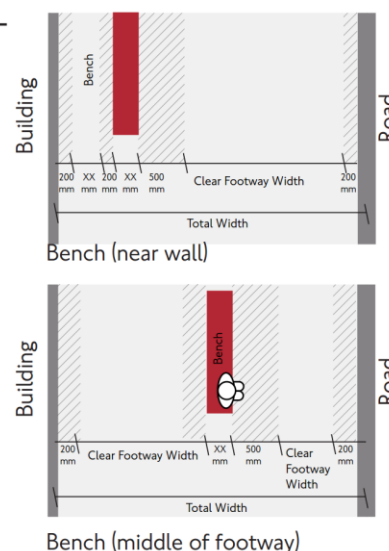 Building
Bench
Road
200 mm
XX mm
200 mm
XX mm
500 mm
Clear Footway Width
200 mm
Total Width
Bench (near wall)
Building
Bench
Road
200 mm
Clear Footway Width
XX mm
500 mm
Clear
Footway
Width
200 mm
Total Width
Bench (middle of footway)